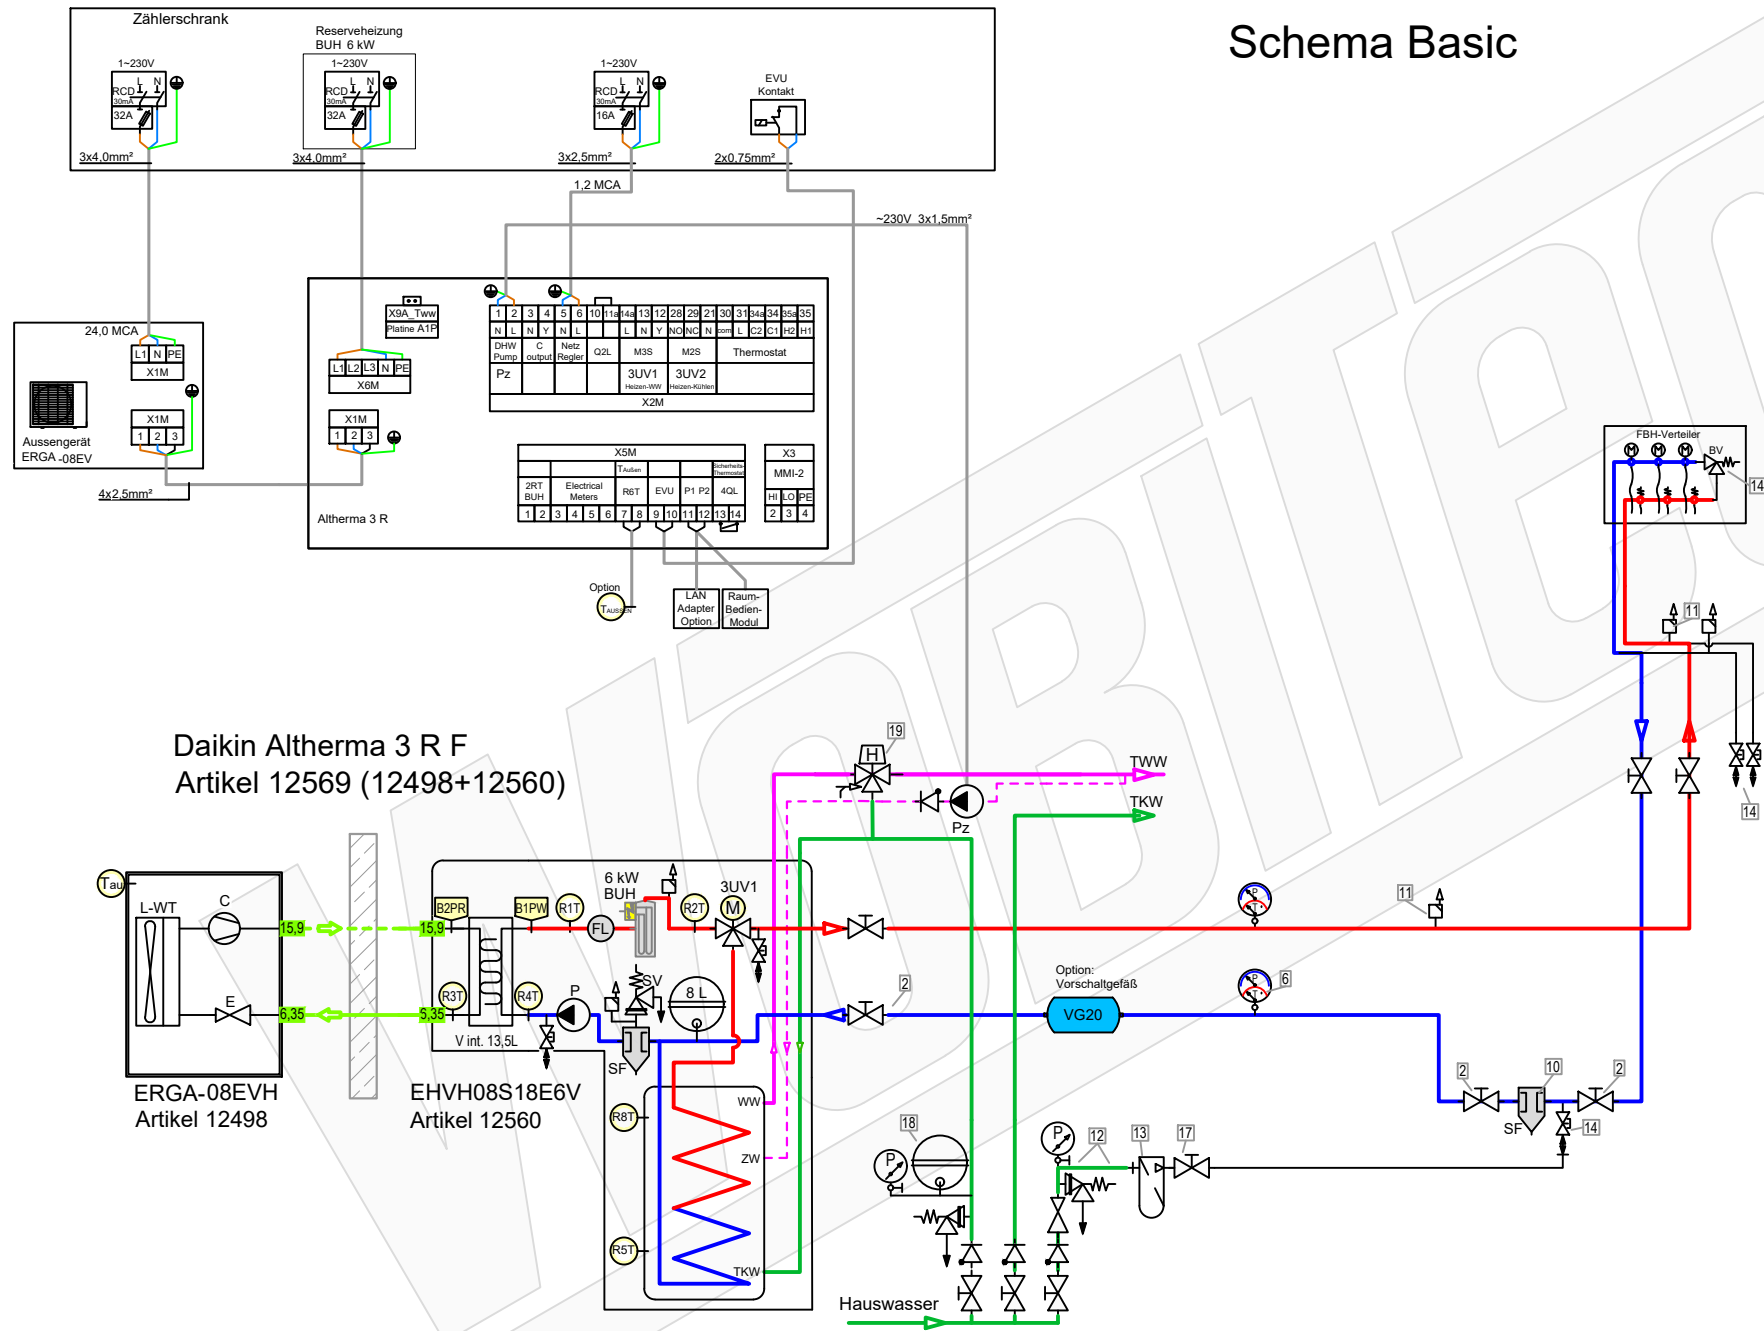 Schema Basic
Zählerschrank
Reserveheizung
BUH 6 kW
1~230V
L N
RCD
30mA
32A
3x4,0mm²
1~230V
L N
RCD
30mA
32A
3x4,0mm²
1~230V
L N
RCD
30mA
16A
3x2,5mm²
EVU
Kontakt
2x0,75mm²
1,2 MCA
~230V 3x1,5mm²
24,0 MCA
L1 N PE
X1M
X1M
1 2 3
Aussengerät
ERGA -08EV
4x2,5mm²
X9A_Tww
Platine A1P
L1 L2 L3 N PE
X6M
X1M
1 2 3
Altherma 3 R
1 2 3 4 5 6 10 11a 14a 13 12 28 29 21 30 31 34a 34 35a 35
N L N Y N L L N Y NO NC N com L C2 C1 H2 H1
DHW
Pump
C
output
Netz
Regler
Q2L
M3S
M2S
Thermostat
Pz
3UV1
Heizen-WW
3UV2
Heizen-Kühlen
X2M
X5M
TAußen
Sicherheits-
Thermostat
2RT
BUH
Electrical
Meters
R6T
EVU
P1 P2
4QL
1 2 3 4 5 6 7 8 9 10 11 12 13 14
X3
MMI-2
HI LO PE
2 3 4
Option
TAUSSEN
LAN
Adapter
Option
Raum-
Bedien-
Modul
FBH-Verteiler
M M M
BV
14
11
14
Daikin Altherma 3 R F
Artikel 12569 (12498+12560)
19
H
TWW
TKW
Pz
Tau
L-WT
C
E
15,9
6,35
15,9
6,35
ERGA-08EVH
Artikel 12498
B2PR
B1PW
R1T
FL
6 kW
BUH
R2T
3UV1
M
R3T
R4T
P
SV
8 L
V int. 13,5L
SF
EHVH08S18E6V
Artikel 12560
R8T
R5T
WW
ZW
TKW
2
Option:
Vorschaltgefäß
VG20
P
T
11
P
T
6
2
10
2
SF
14
18
P
P
12
13
17
Hauswasser